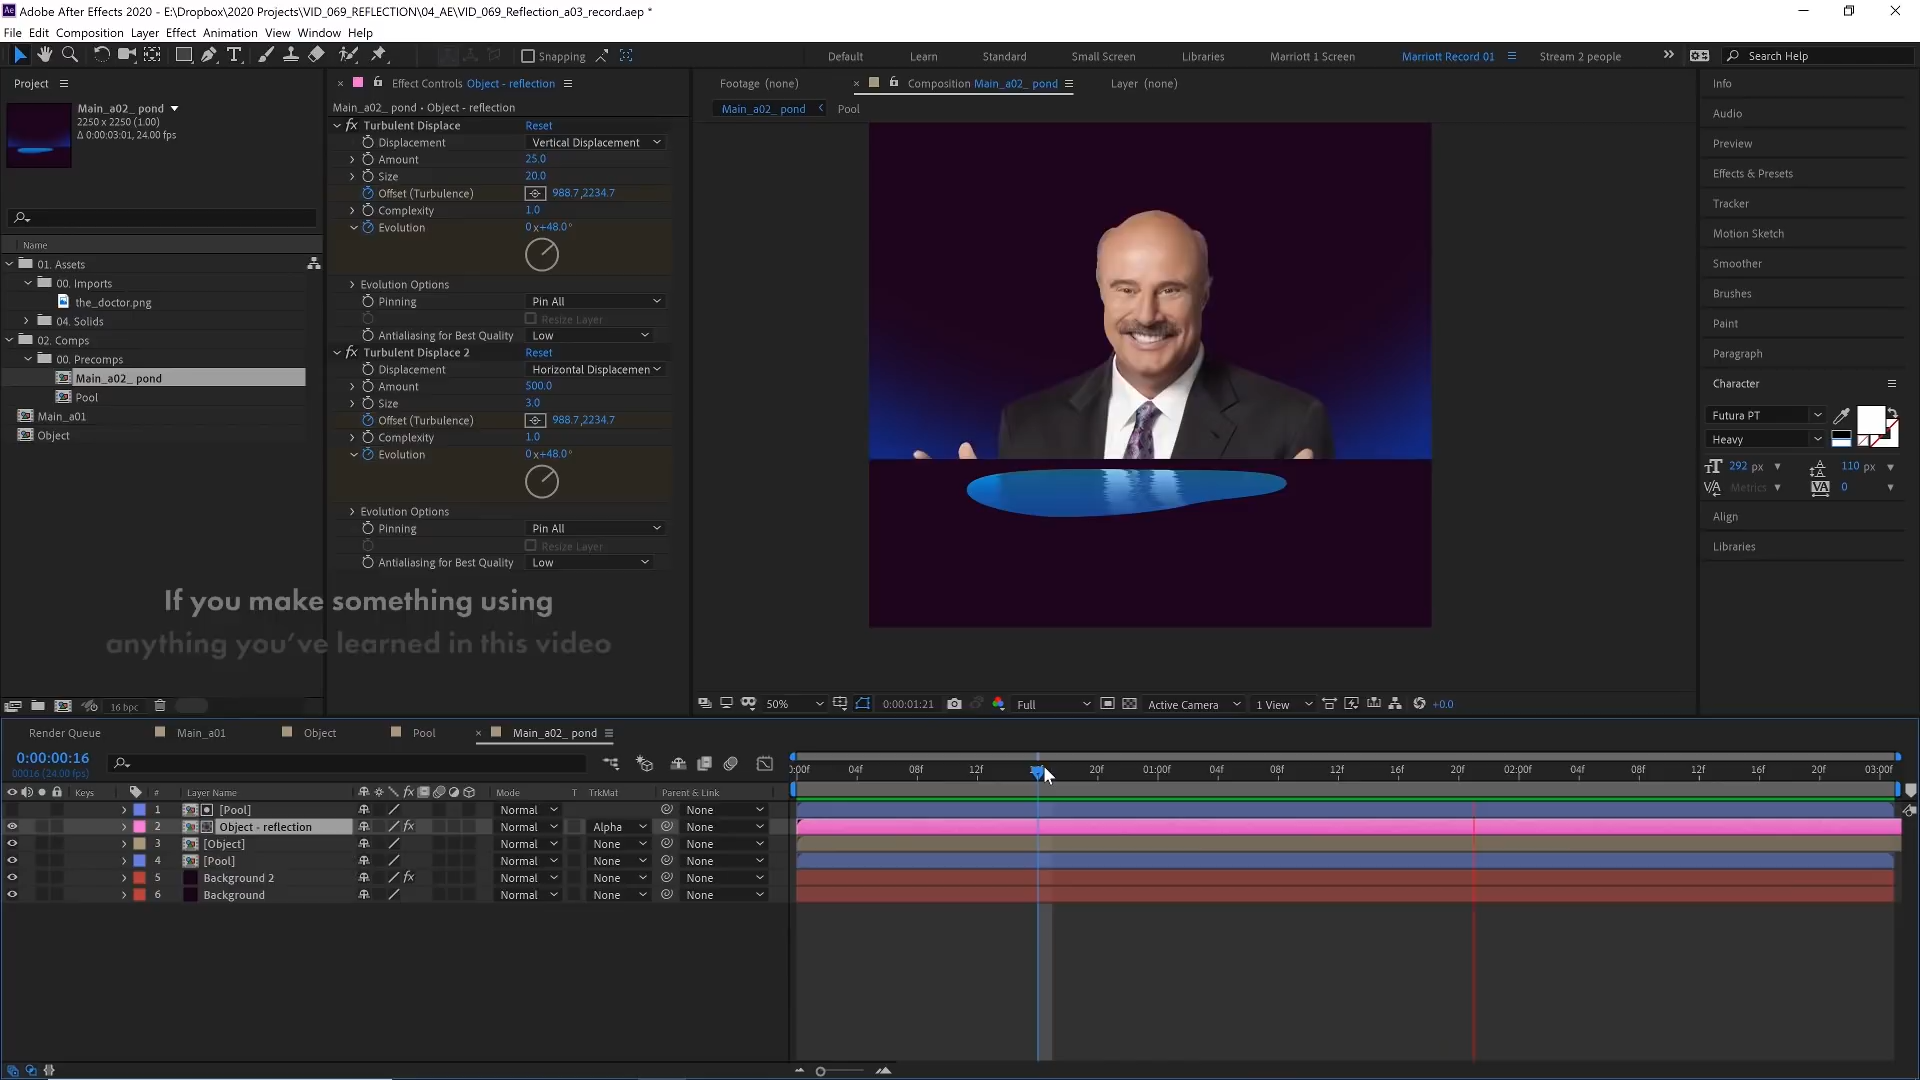 Adobe After Effects 2020 - E:\Dropbox\2020 Projects\VID_069_REFLECTION\04_AE\VID_069_Reflection_a03_record.aep *
File Edit Composition Layer Effect Animation View Window Help
Snapping
Default Learn Standard Small Screen Libraries Marriott 1 Screen Marriott Record 01 Stream 2 people
Search Help
Project
Main_a02_ pond
2250 x 2250 (1.00)
Δ 0:00:03:01, 24.00 fps
Name
01. Assets
00. Imports
the_doctor.png
04. Solids
02. Comps
00. Precomps
Main_a02_ pond
Pool
Main_a01
Object
16 bpc
Effect Controls Object - reflection
Main_a02_ pond • Object - reflection
fx Turbulent Displace Reset
Displacement Vertical Displacement
Amount 25.0
Size 20.0
Offset (Turbulence) 988.7,2234.7
Complexity 1.0
Evolution 0x+48.0°
Evolution Options
Pinning Pin All
Resize Layer
Antialiasing for Best Quality Low
fx Turbulent Displace 2 Reset
Displacement Horizontal Displacemen
Amount 500.0
Size 3.0
Offset (Turbulence) 988.7,2234.7
Complexity 1.0
Evolution 0x+48.0°
Evolution Options
Pinning Pin All
Resize Layer
Antialiasing for Best Quality Low
If you make something using
anything you've learned in this video
Footage (none) Composition Main_a02_ pond Layer (none)
Main_a02_ pond Pool
50% 0:00:01:21 Full Active Camera 1 View +0.0
Info
Audio
Preview
Effects & Presets
Tracker
Motion Sketch
Smoother
Wiggler
Brushes
Paint
Paragraph
Character
Futura PT
Heavy
292 px 110 px
Metrics 0
Align
Libraries
Render Queue Main_a01 Object Pool Main_a02_ pond
0:00:00:16
00016 (24.00 fps)
0:00f 04f 08f 12f 20f 01:00f 04f 08f 12f 16f 20f 02:00f 04f 08f 12f 16f 20f 03:00f
Keys # Layer Name fx Mode T TrkMat Parent & Link
1 [Pool] Normal None
2 Object - reflection fx Normal Alpha None
3 [Object] Normal None None
4 [Pool] Normal None None
5 Background 2 fx Normal None None
6 Background Normal None None